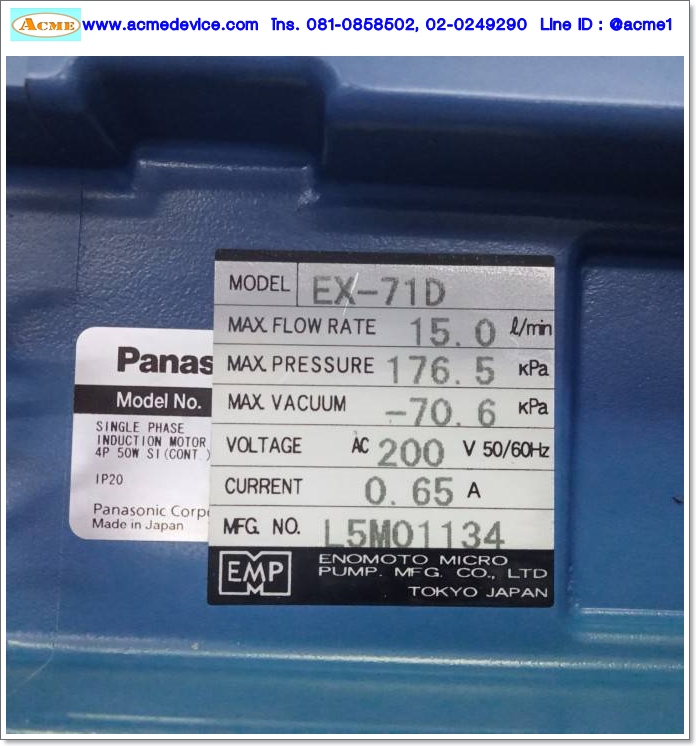 ACME www.acmedevice.com โทร. 081-0858502, 02-0249290 Line ID : @acme1
MODEL EX-71D
MAX. FLOW RATE 15.0 ℓ/min
MAX. PRESSURE 176.5 KPa
MAX. VACUUM -70.6 KPa
VOLTAGE AC 200 V 50/60Hz
CURRENT 0.65 A
MFG. NO. L5M01134
EMP ENOMOTO MICRO
PUMP. MFG. CO., LTD
TOKYO JAPAN
Panas
Model No.
SINGLE PHASE
INDUCTION MOTOR
4P 50W S1(CONT.)
IP20
Panasonic Corp
Made in Japan